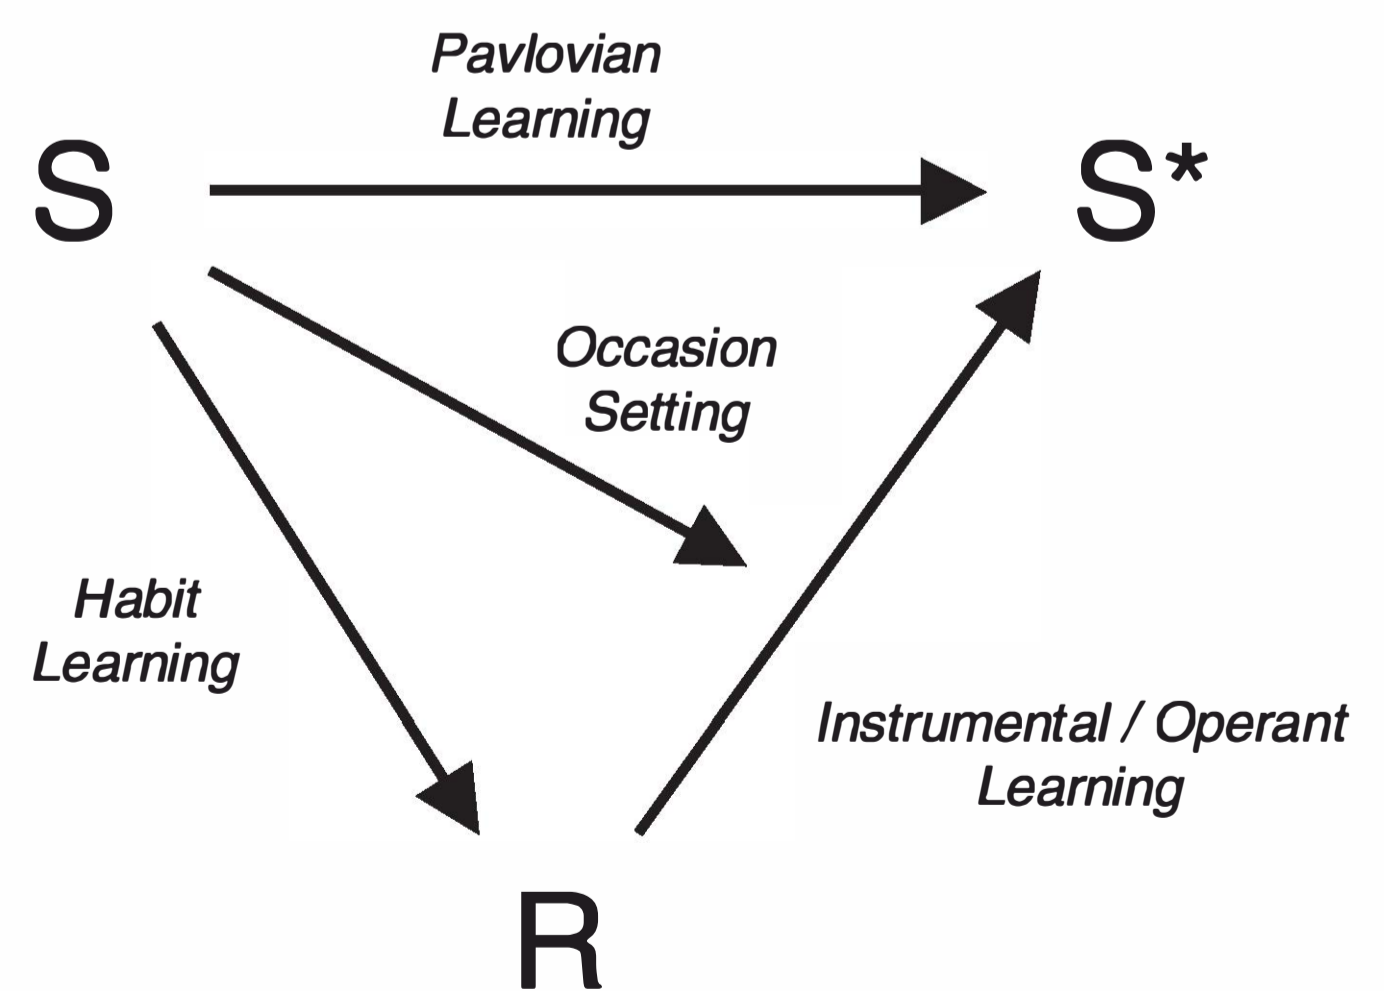 Pavlovian
Learning
S
S*
Occasion
Setting
Habit
Learning
Instrumental / Operant
Learning
R